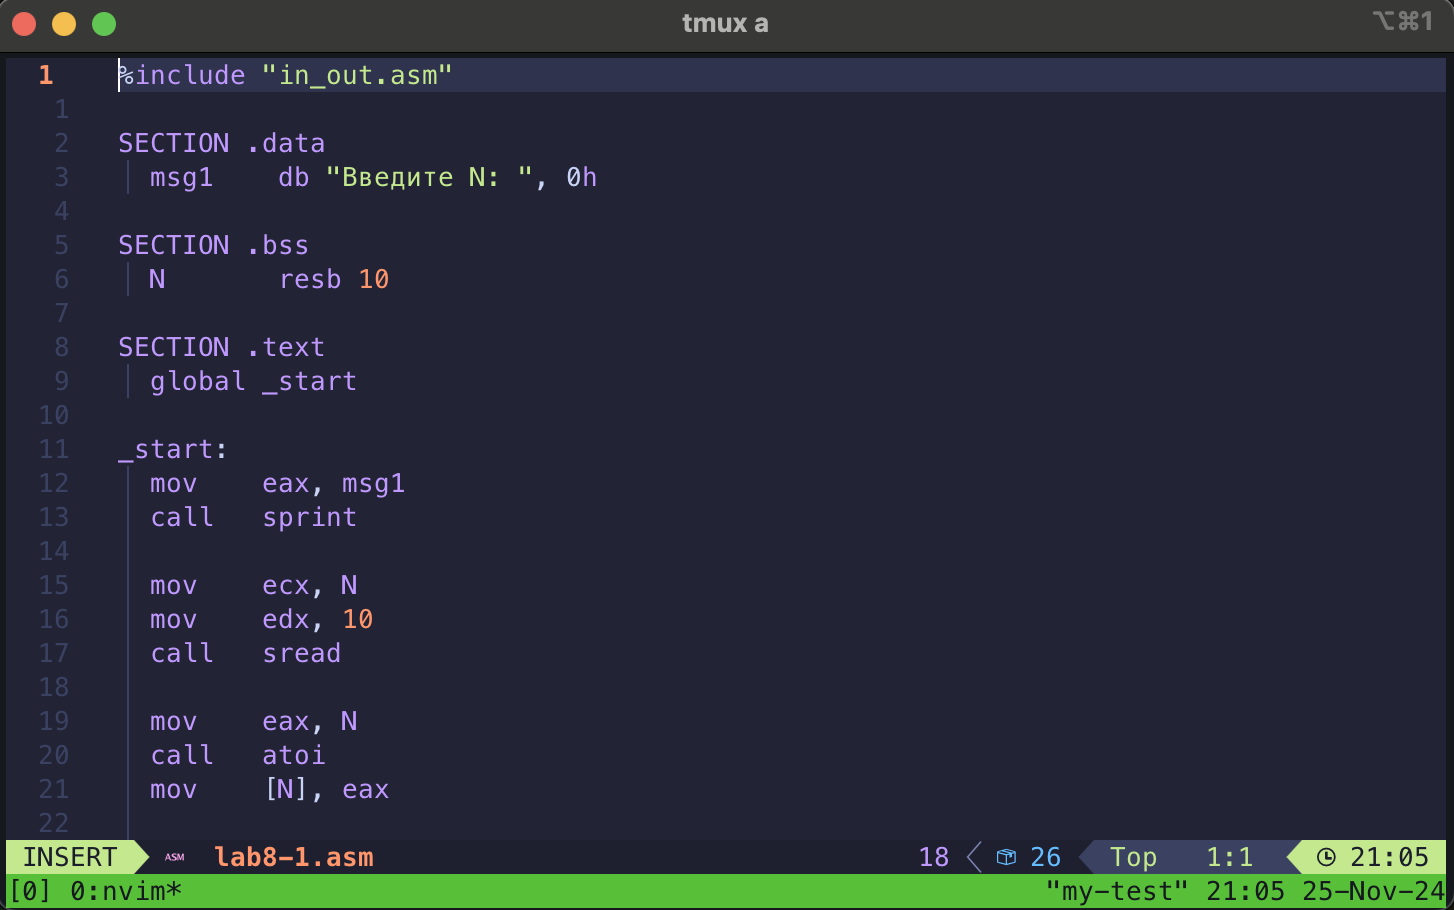 tmux a
⌥⌘1
1 %include "in_out.asm"
1
2 SECTION .data
3 msg1 db "Введите N: ", 0h
4
5 SECTION .bss
6 N resb 10
7
8 SECTION .text
9 global _start
10
11 _start:
12 mov eax, msg1
13 call sprint
14
15 mov ecx, N
16 mov edx, 10
17 call sread
18
19 mov eax, N
20 call atoi
21 mov [N], eax
22
INSERT ASM lab8-1.asm 18 26 Top 1:1 21:05
[0] 0:nvim* "my-test" 21:05 25-Nov-24